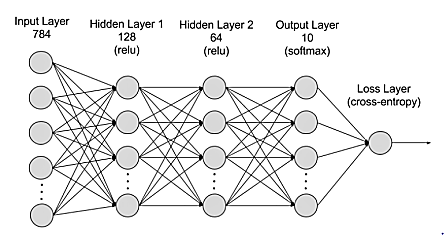 Input Layer
784
Hidden Layer 1
128
(relu)
Hidden Layer 2
64
(relu)
Output Layer
10
(softmax)
Loss Layer
(cross-entropy)